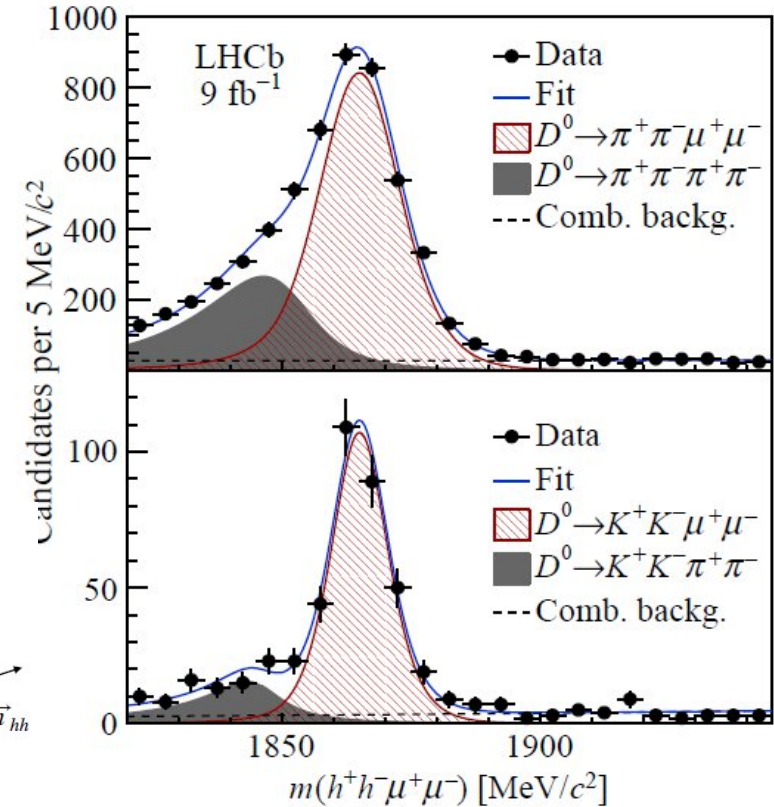 1000
800
600
400
200
LHCb
9 fb⁻¹
Data
Fit
D⁰→π⁺π⁻μ⁺μ⁻
D⁰→π⁺π⁻π⁺π⁻
Comb. backg.
Candidates per 5 MeV/c²
100
50
0
Data
Fit
D⁰→K⁺K⁻μ⁺μ⁻
D⁰→K⁺K⁻π⁺π⁻
Comb. backg.
hh
1850 1900
m(h⁺h⁻μ⁺μ⁻) [MeV/c²]